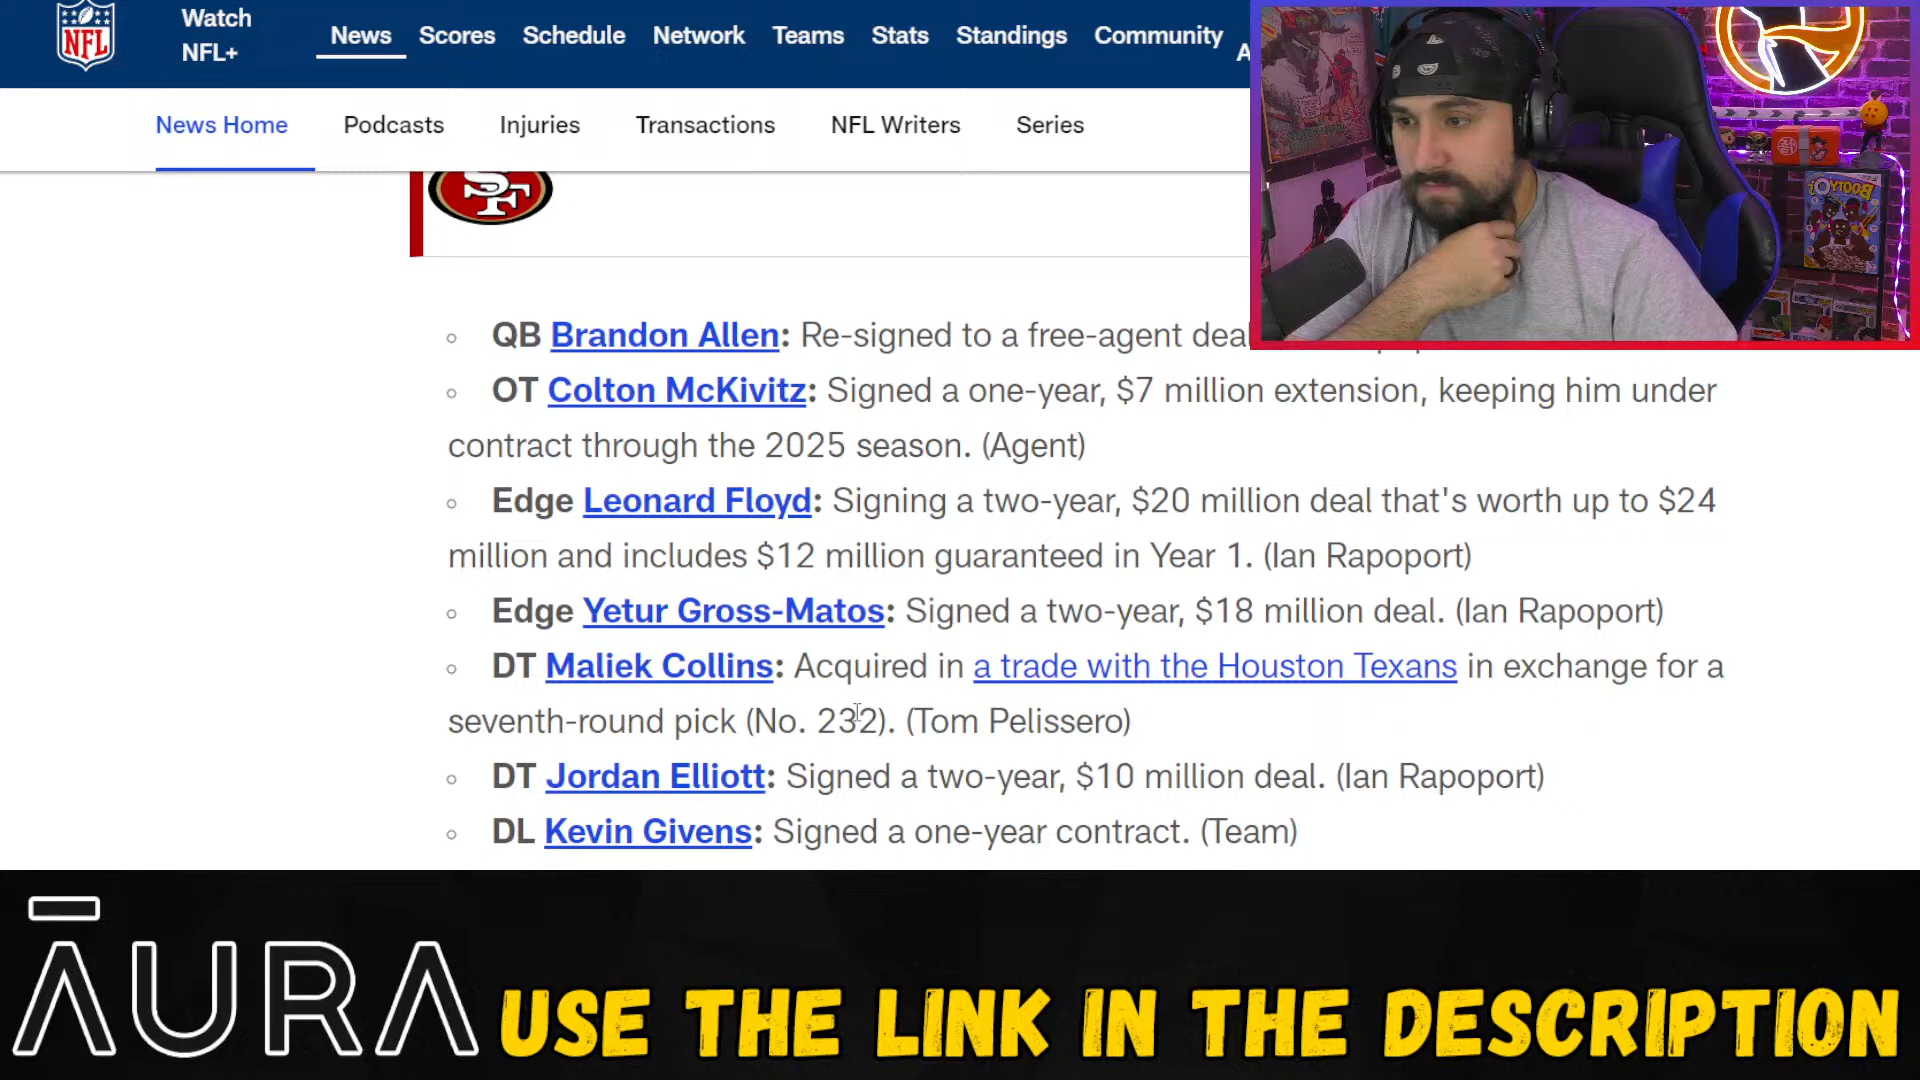 Watch
NFL+
NFL
News Scores Schedule Network Teams Stats Standings Community
A
News Home Podcasts Injuries Transactions NFL Writers Series
SF
QB Brandon Allen: Re-signed to a free-agent deal
OT Colton McKivitz: Signed a one-year, $7 million extension, keeping him under
contract through the 2025 season. (Agent)
Edge Leonard Floyd: Signing a two-year, $20 million deal that's worth up to $24
million and includes $12 million guaranteed in Year 1. (Ian Rapoport)
Edge Yetur Gross-Matos: Signed a two-year, $18 million deal. (Ian Rapoport)
DT Maliek Collins: Acquired in a trade with the Houston Texans in exchange for a
seventh-round pick (No. 232). (Tom Pelissero)
DT Jordan Elliott: Signed a two-year, $10 million deal. (Ian Rapoport)
DL Kevin Givens: Signed a one-year contract. (Team)
ĀURA USE THE LINK IN THE DESCRIPTION